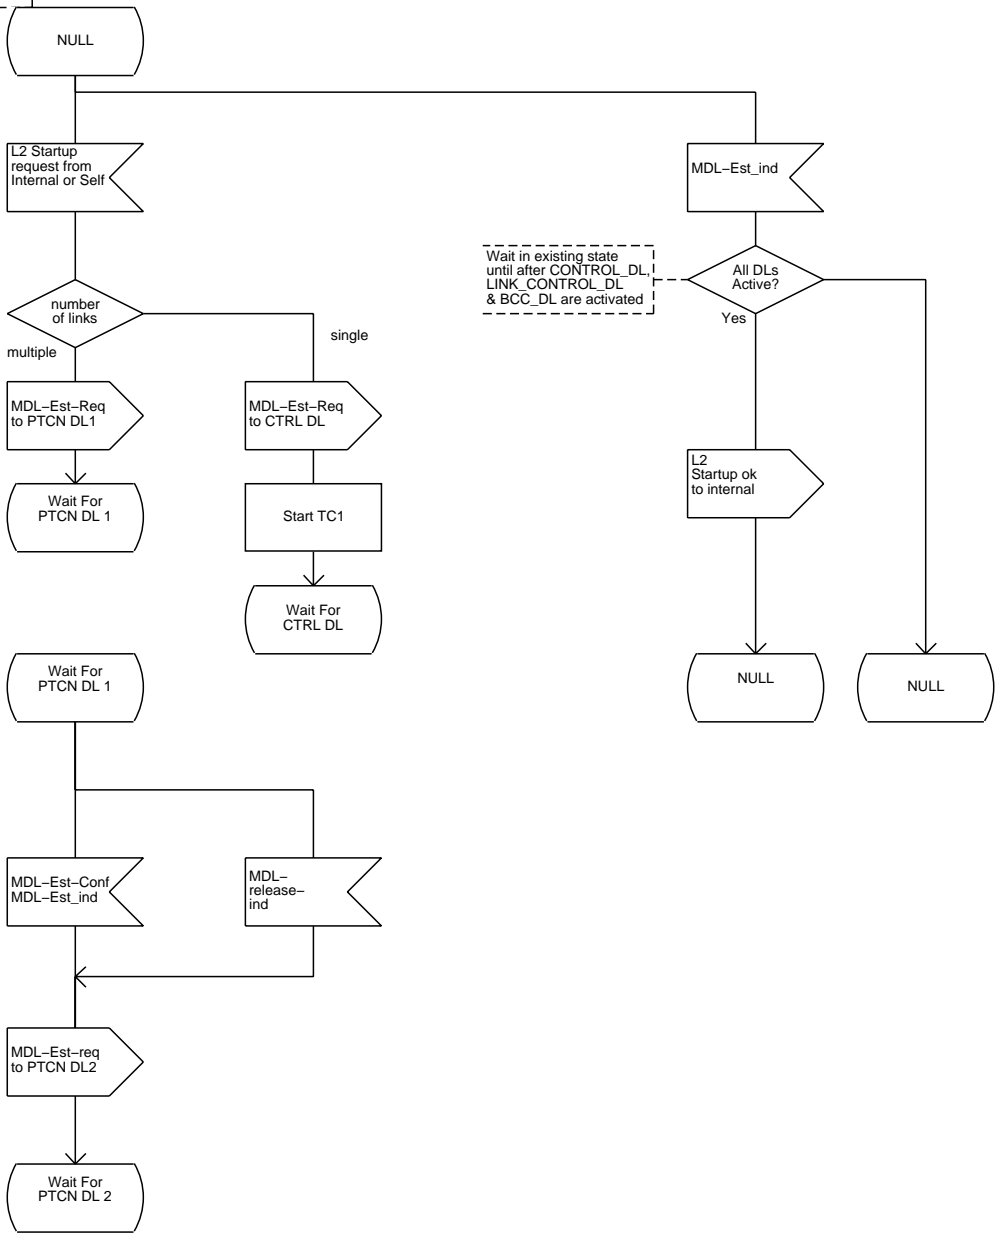 NULL
L2 Startup
request from
Internal or Self
MDL−Est_ind
Wait in existing state
until after CONTROL_DL,
LINK_CONTROL_DL
& BCC_DL are activated
All DLs
Active?
Yes
number
of links
single
multiple
MDL−Est−Req
to PTCN DL1
MDL−Est−Req
to CTRL DL
L2
Startup ok
to internal
Wait For
PTCN DL 1
Start TC1
Wait For
CTRL DL
Wait For
PTCN DL 1
NULL
NULL
MDL−Est−Conf
MDL−Est_ind
MDL−
release−
ind
MDL−Est−req
to PTCN DL2
Wait For
PTCN DL 2